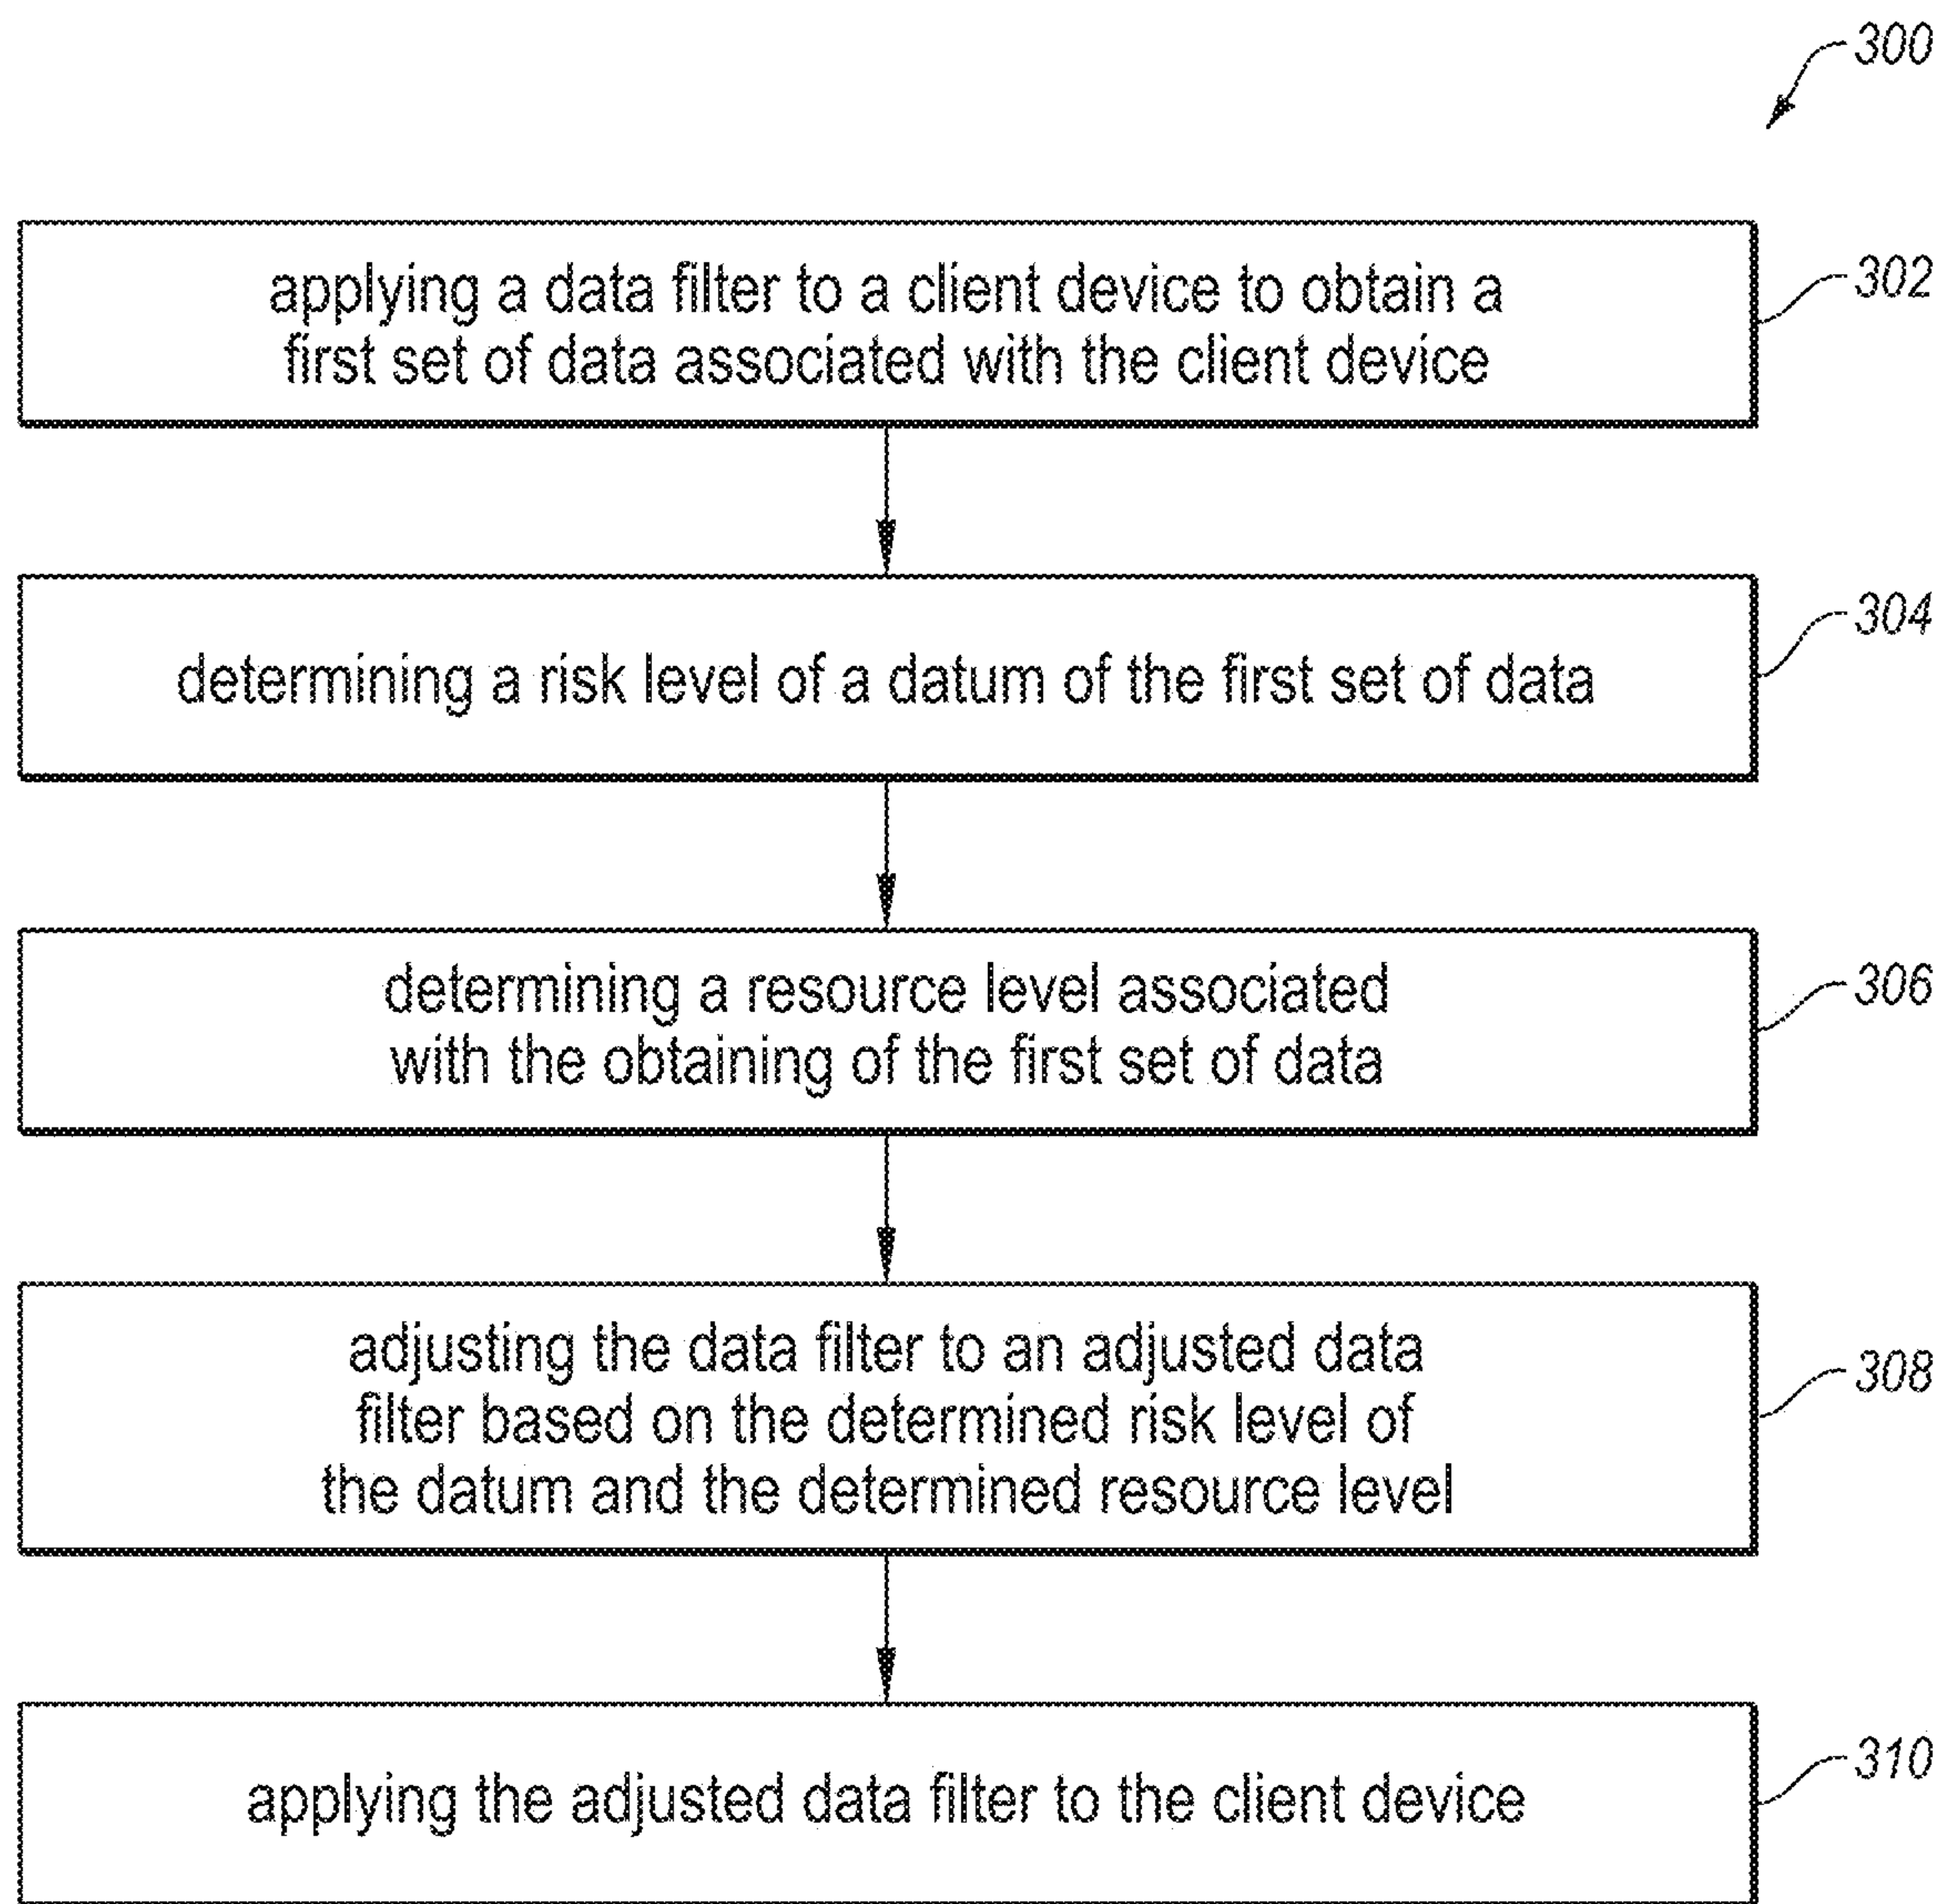 300
applying a data filter to a client device to obtain a
first set of data associated with the client device
302
determining a risk level of a datum of the first set of data
304
determining a resource level associated
with the obtaining of the first set of data
306
adjusting the data filter to an adjusted data
filter based on the determined risk level of
the datum and the determined resource level
308
applying the adjusted data filter to the client device
310